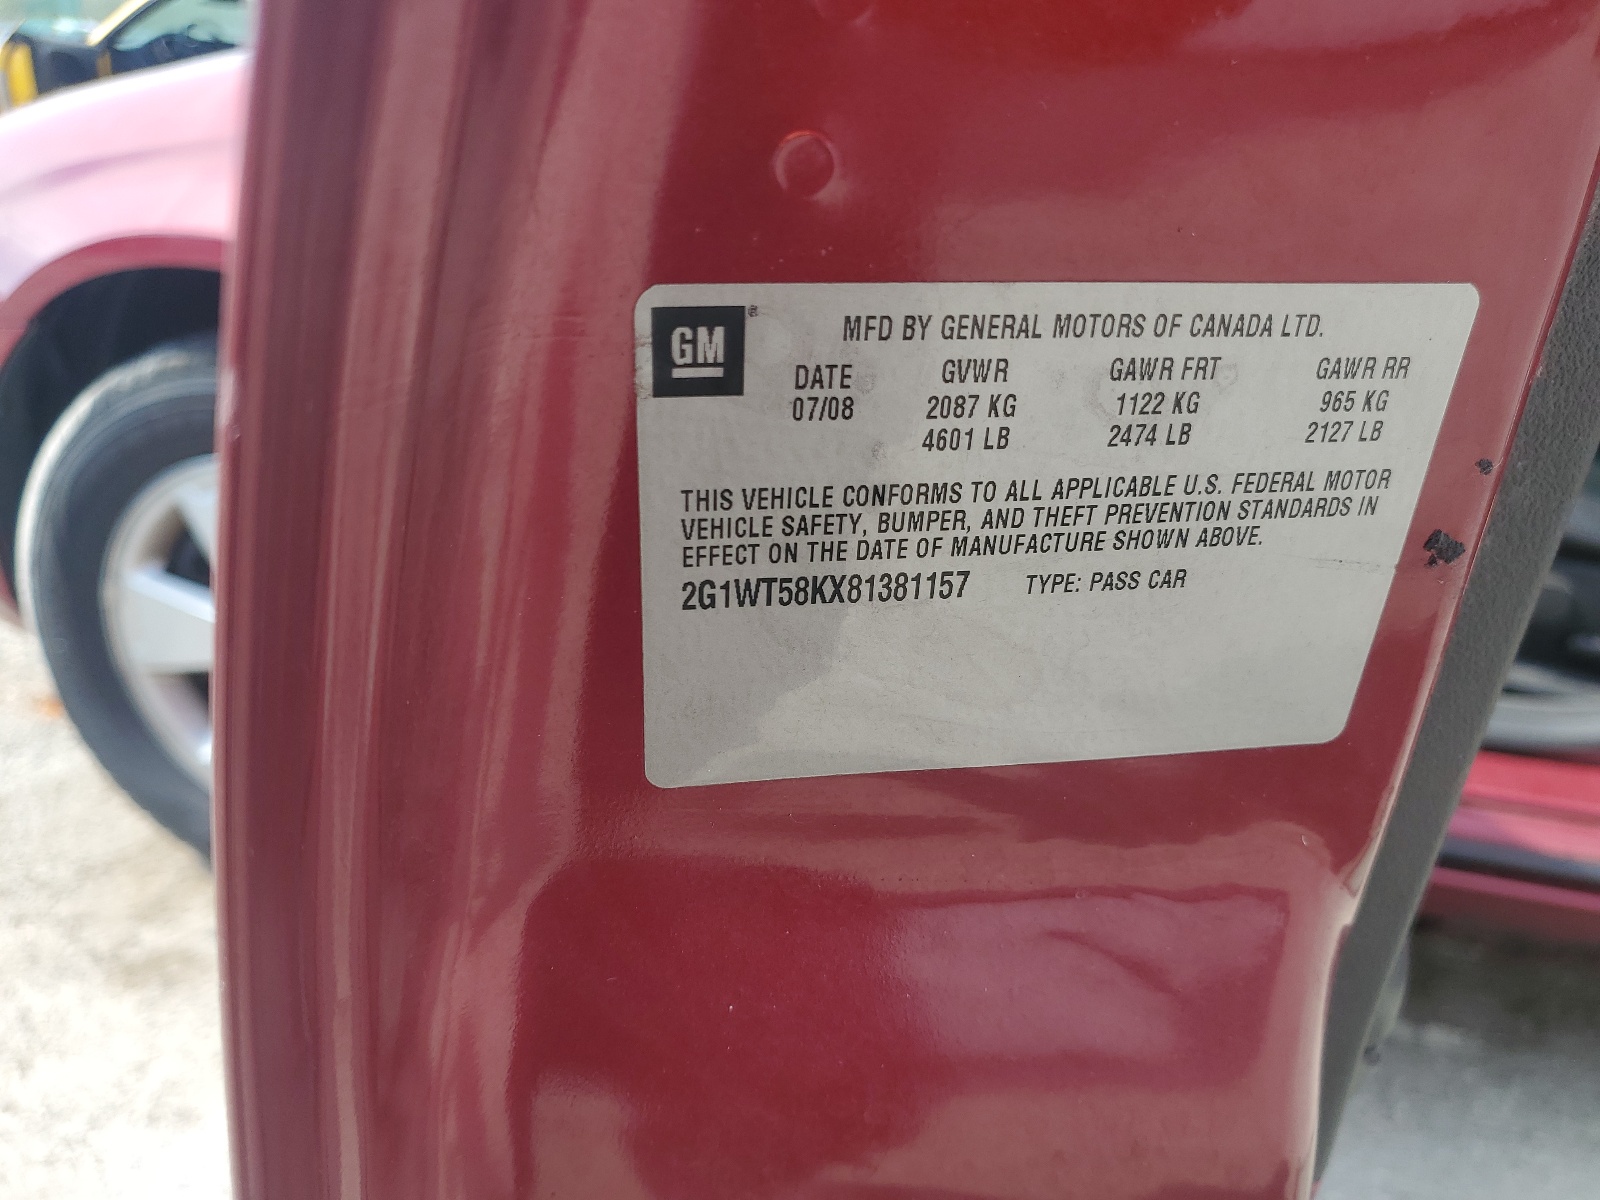 GM ®
MFD BY GENERAL MOTORS OF CANADA LTD.
DATE GVWR GAWR FRT GAWR RR
07/08 2087 KG 1122 KG 965 KG
4601 LB 2474 LB 2127 LB
THIS VEHICLE CONFORMS TO ALL APPLICABLE U.S. FEDERAL MOTOR
VEHICLE SAFETY, BUMPER, AND THEFT PREVENTION STANDARDS IN
EFFECT ON THE DATE OF MANUFACTURE SHOWN ABOVE.
2G1WT58KX81381157 TYPE: PASS CAR